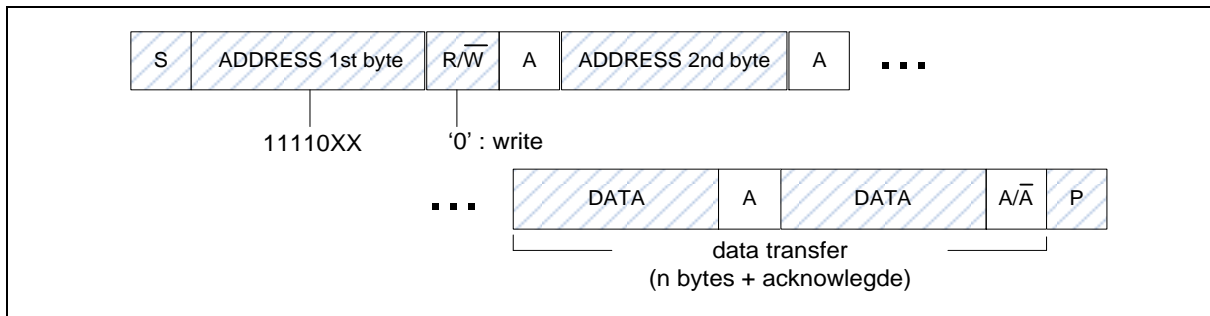 S ADDRESS 1st byte R/W̅ A ADDRESS 2nd byte A ...
11110XX ‘0’ : write
... DATA A DATA A/A̅ P
data transfer
(n bytes + acknowlegde)